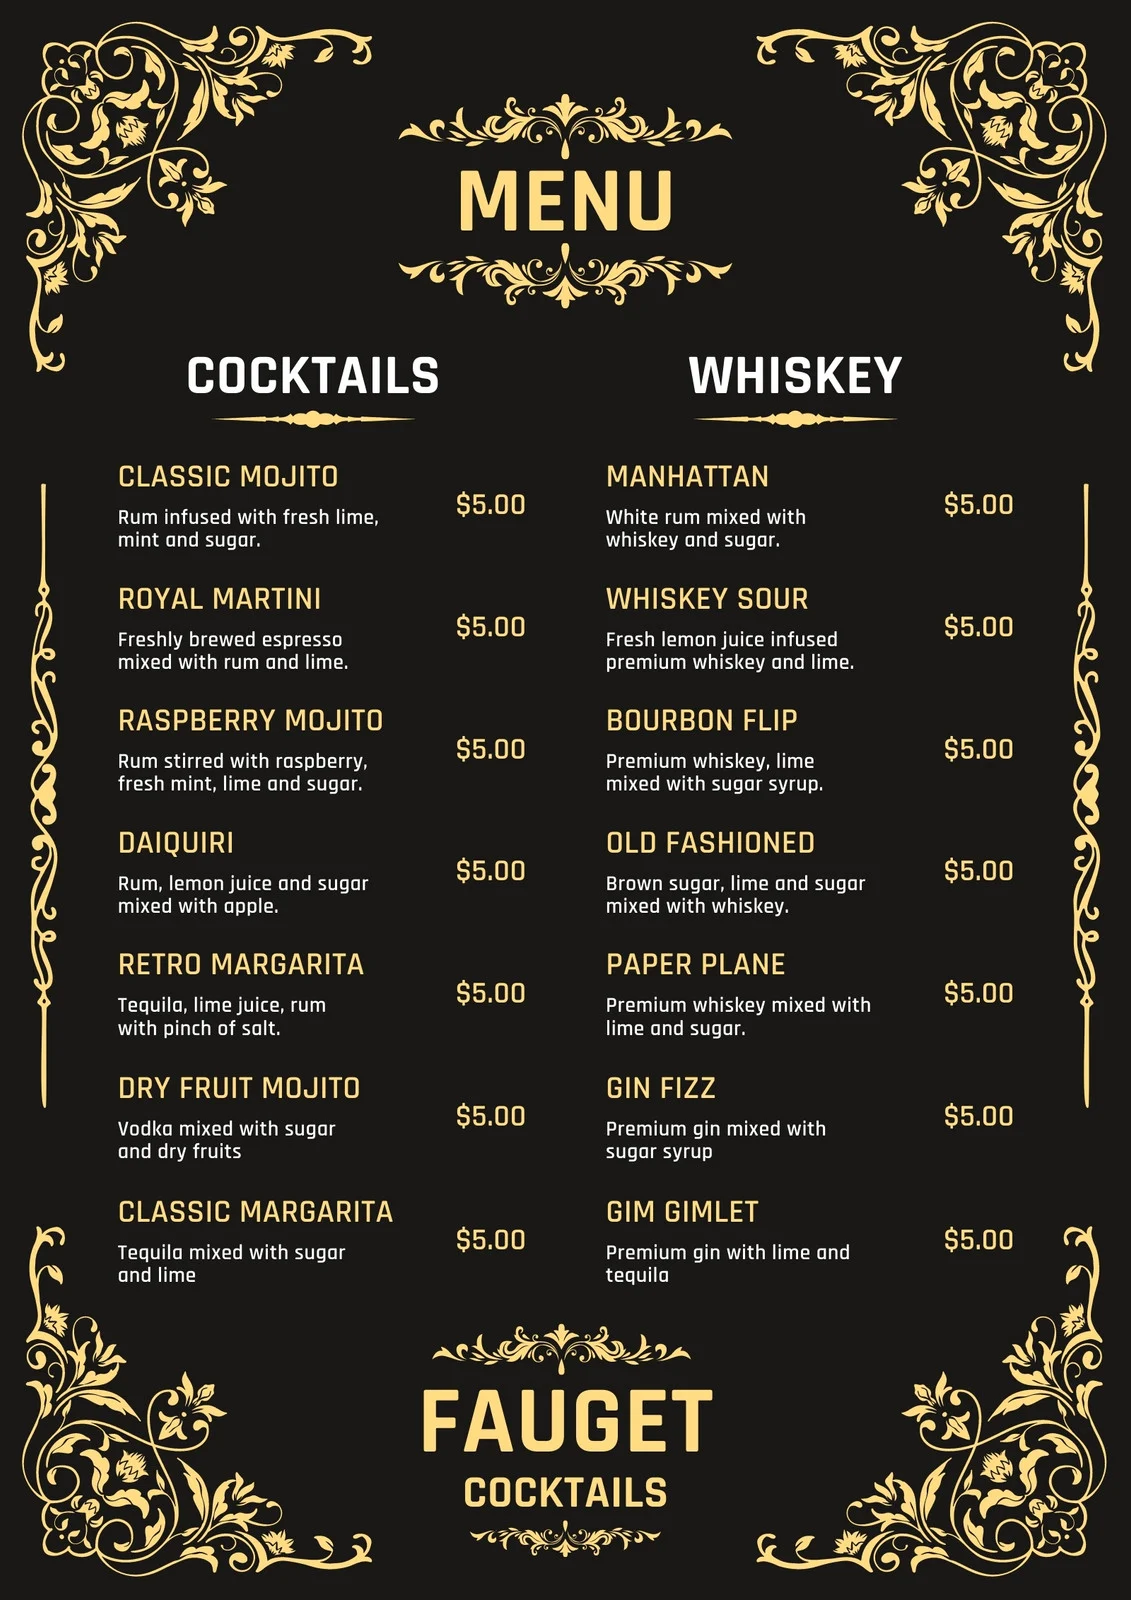 MENU
COCKTAILS
CLASSIC MOJITO
Rum infused with fresh lime,
mint and sugar.
$5.00
ROYAL MARTINI
Freshly brewed espresso
mixed with rum and lime.
$5.00
RASPBERRY MOJITO
Rum stirred with raspberry,
fresh mint, lime and sugar.
$5.00
DAIQUIRI
Rum, lemon juice and sugar
mixed with apple.
$5.00
RETRO MARGARITA
Tequila, lime juice, rum
with pinch of salt.
$5.00
DRY FRUIT MOJITO
Vodka mixed with sugar
and dry fruits
$5.00
CLASSIC MARGARITA
Tequila mixed with sugar
and lime
$5.00
WHISKEY
MANHATTAN
White rum mixed with
whiskey and sugar.
$5.00
WHISKEY SOUR
Fresh lemon juice infused
premium whiskey and lime.
$5.00
BOURBON FLIP
Premium whiskey, lime
mixed with sugar syrup.
$5.00
OLD FASHIONED
Brown sugar, lime and sugar
mixed with whiskey.
$5.00
PAPER PLANE
Premium whiskey mixed with
lime and sugar.
$5.00
GIN FIZZ
Premium gin mixed with
sugar syrup
$5.00
GIM GIMLET
Premium gin with lime and
tequila
$5.00
FAUGET
COCKTAILS